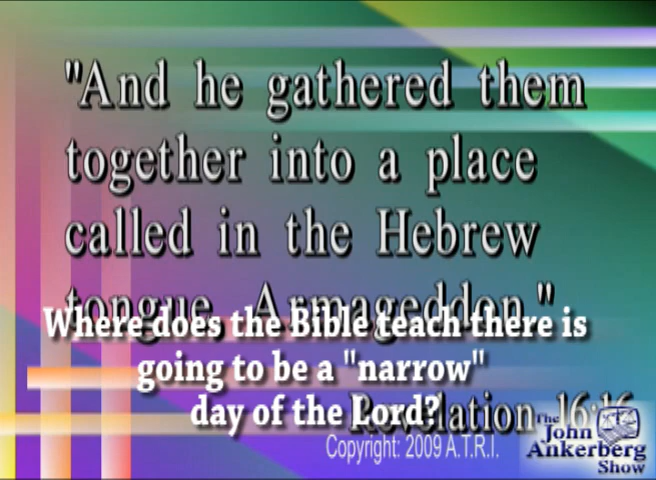 "And he gathered them
together into a place
called in the Hebrew
tongue, Armageddon."
Where does the Bible teach there is
going to be a "narrow"
day of the Lord?
Revelation 16:16
Copyright: 2009 A.T.R.I.
The
John
Ankerberg
Show